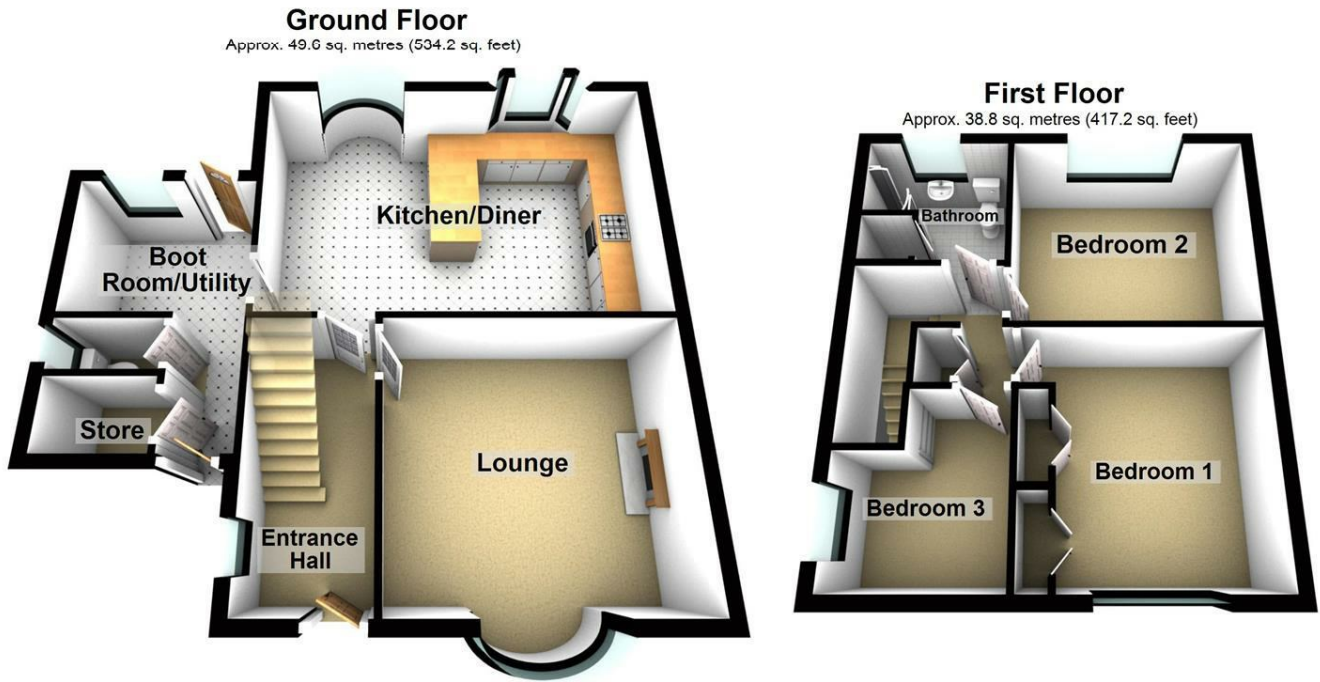 Ground Floor
Approx. 49.6 sq. metres (534.2 sq. feet)
Kitchen/Diner
Boot
Room/Utility
Store
Lounge
Entrance
Hall
First Floor
Approx. 38.8 sq. metres (417.2 sq. feet)
Bathroom
Bedroom 2
Bedroom 1
Bedroom 3